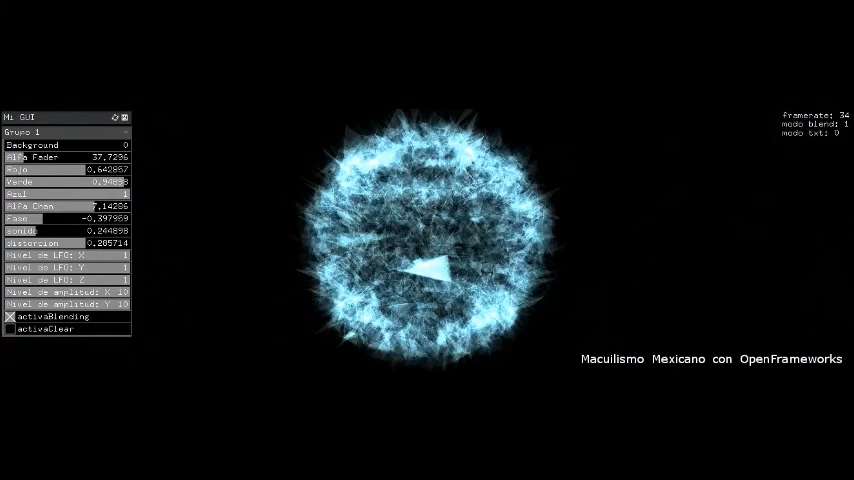 Mi GUI
Grupo 1
Background 0
Alfa Fader 37.7296
Rojo 0.642857
Verde 0.94898
Azul 1
Alfa Chan 7.14286
Fase -0.397959
sonido 0.244898
distorcion 0.285714
Nivel de LFO: X 1
Nivel de LFO: Y 1
Nivel de LFO: Z 1
Nivel de amplitud: X 10
Nivel de amplitud: Y 10
activaBlending
activaClear
framerate: 34
modo blend: 1
modo txt: 0
Macuilismo Mexicano con OpenFrameworks